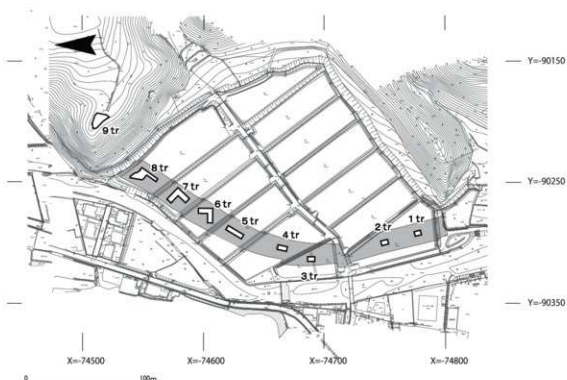 Y=-90150
9 tr
8 tr
Y=-90250
7 tr
6 tr
5 tr
1 tr
2 tr
4 tr
3 tr
Y=-90350
X=-74500
X=-74600
X=-74700
X=-74800
0
100m